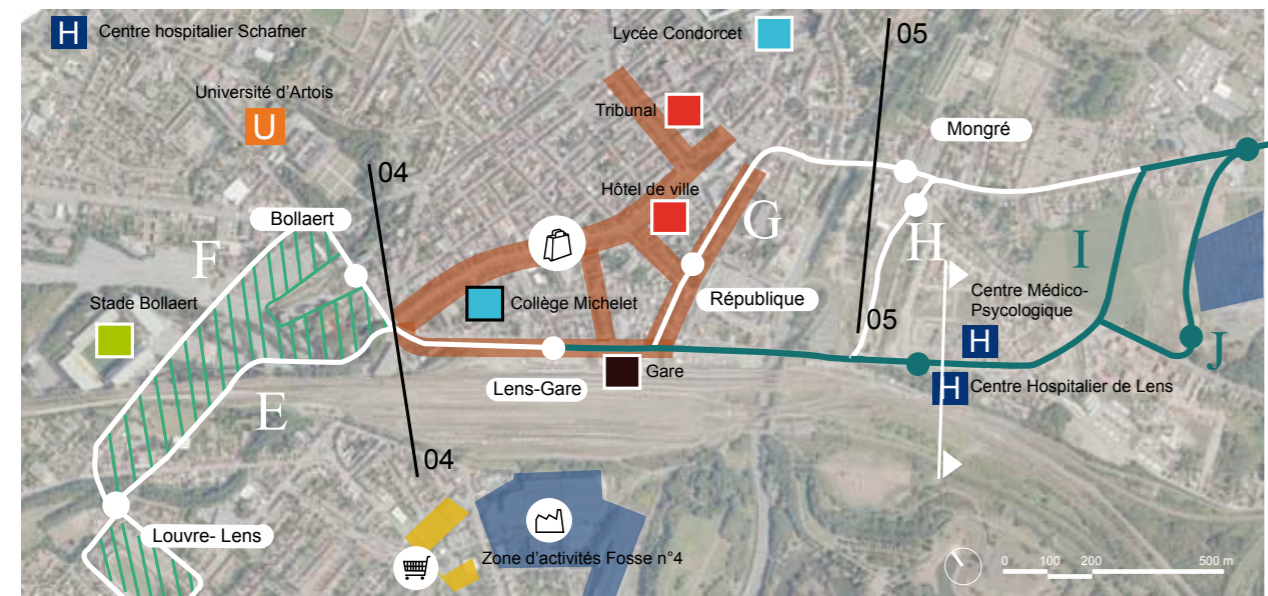 H Centre hospitalier Schafner
Lycée Condorcet
05
Université d'Artois
U
Tribunal
Mongré
04
Hôtel de ville
Bollaert
G
F
H
I
Stade Bollaert
Collège Michelet
République
Centre Médico-
Psycologique
H
05
J
Gare
Lens-Gare
H Centre Hospitalier de Lens
E
04
Louvre- Lens
Zone d'activités Fosse n°4
0 100 200 500 m